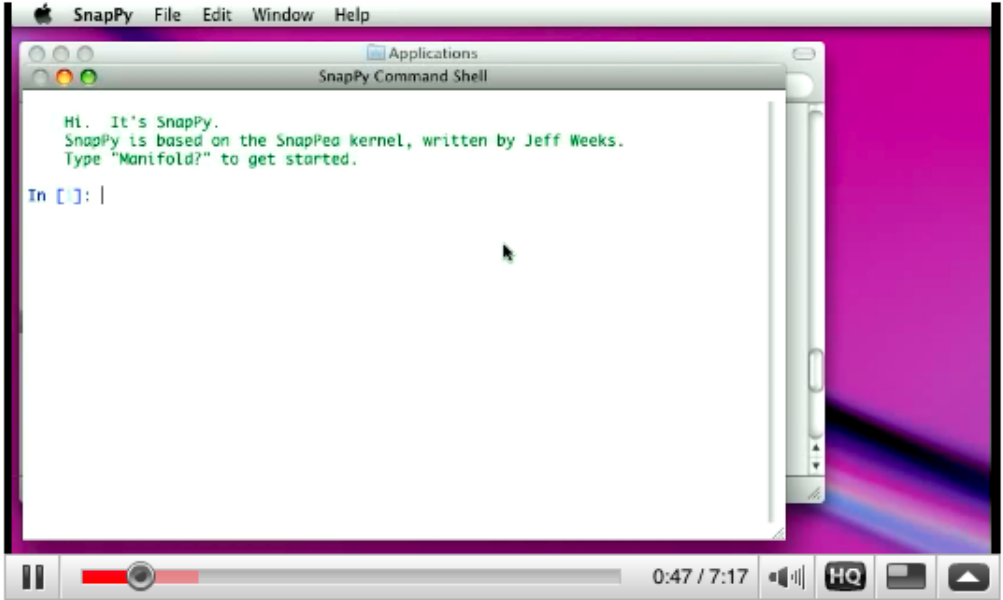 SnapPy File Edit Window Help
Applications
SnapPy Command Shell
Hi. It's SnapPy.
SnapPy is based on the SnapPea kernel, written by Jeff Weeks.
Type "Manifold?" to get started.
In [ ]:
0:47 / 7:17 HQ